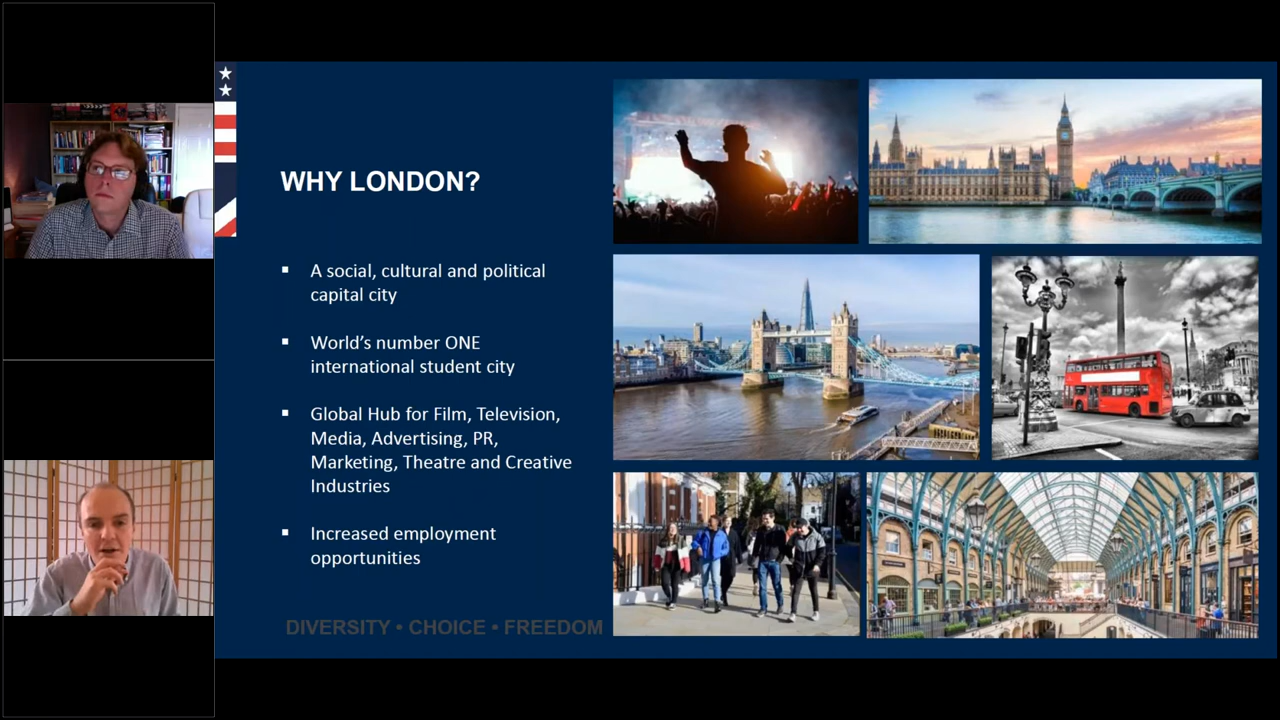 WHY LONDON?
▪ A social, cultural and political
capital city
▪ World's number ONE
international student city
▪ Global Hub for Film, Television,
Media, Advertising, PR,
Marketing, Theatre and Creative
Industries
▪ Increased employment
opportunities
DIVERSITY • CHOICE • FREEDOM